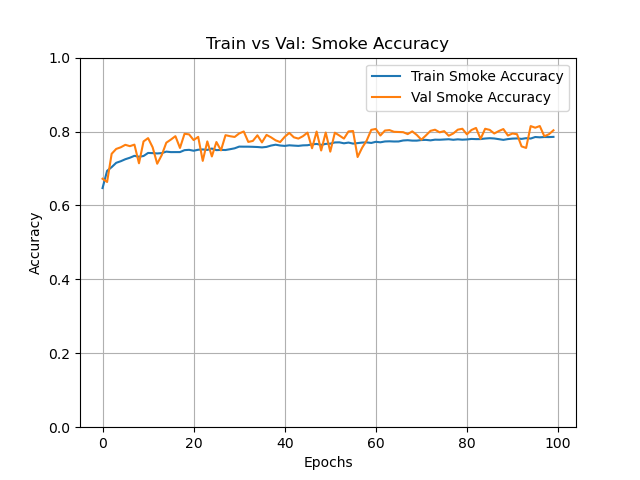 Train vs Val: Smoke Accuracy
1.0
0.8
0.6
0.4
0.2
0.0
Accuracy
Train Smoke Accuracy
Val Smoke Accuracy
0 20 40 60 80 100
Epochs